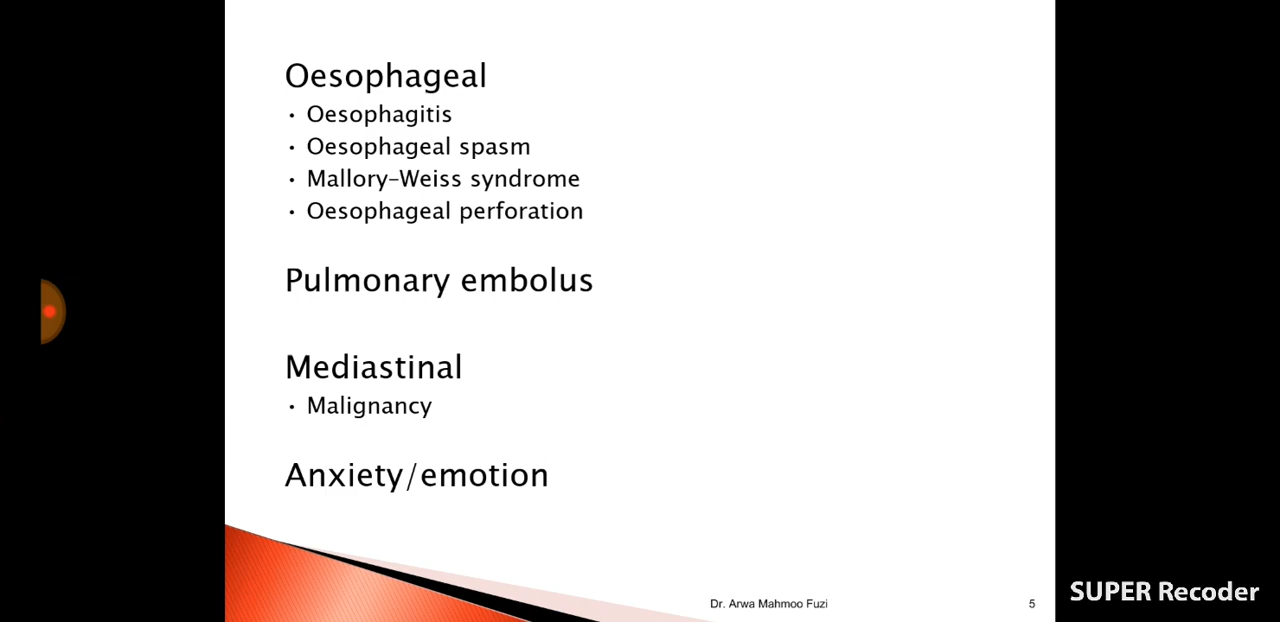 Oesophageal
• Oesophagitis
• Oesophageal spasm
• Mallory-Weiss syndrome
• Oesophageal perforation
Pulmonary embolus
Mediastinal
• Malignancy
Anxiety/emotion
Dr. Arwa Mahmoo Fuzi
5
SUPER Recoder